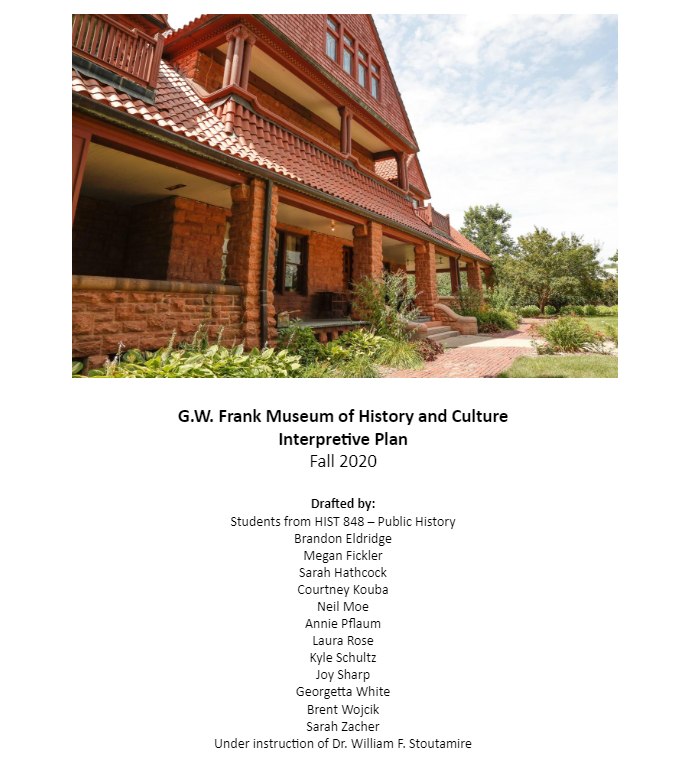 G.W. Frank Museum of History and Culture
Interpretive Plan
Fall 2020
Drafted by:
Students from HIST 848 – Public History
Brandon Eldridge
Megan Fickler
Sarah Hathcock
Courtney Kouba
Neil Moe
Annie Pflaum
Laura Rose
Kyle Schultz
Joy Sharp
Georgetta White
Brent Wojcik
Sarah Zacher
Under instruction of Dr. William F. Stoutamire